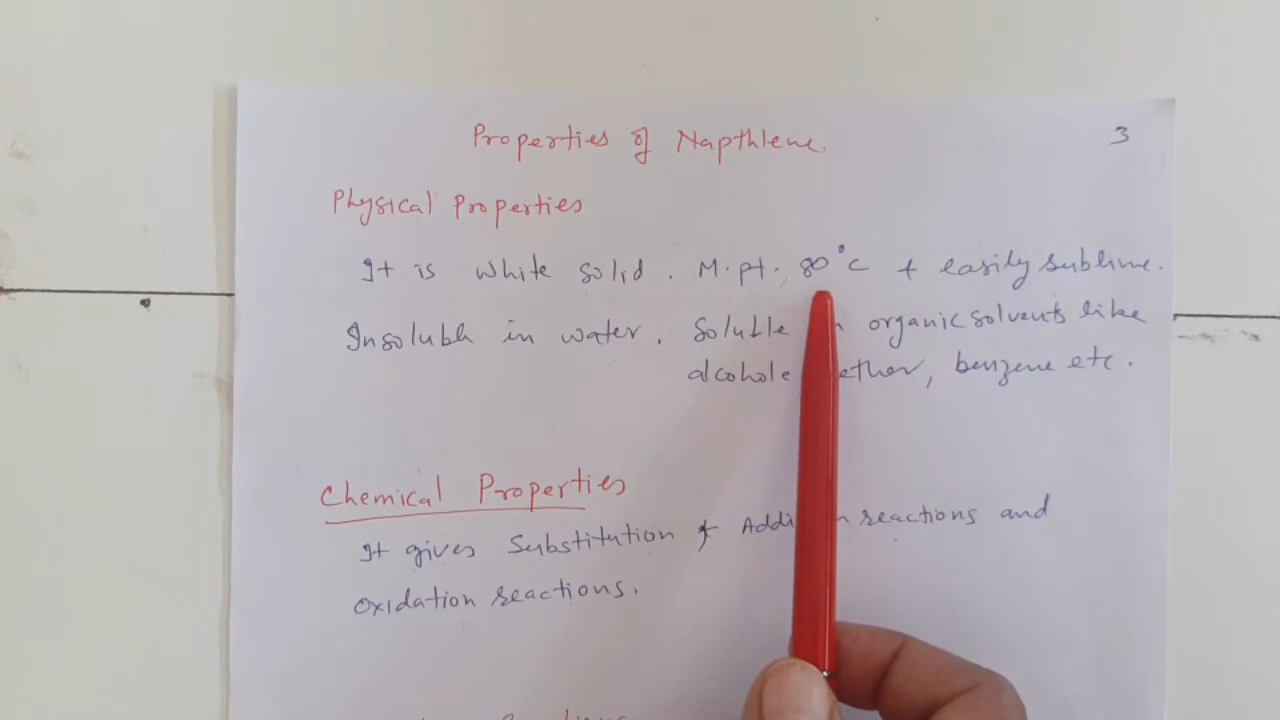 Properties of Napthlene.
3
Physical Properties
It is white solid. M.pt. 80°C + easily sublime.
Insoluble in water. Soluble organic solvents like
alcohole ether, benzene etc.
Chemical Properties
It gives Substitution & reactions and
Oxidation reactions.